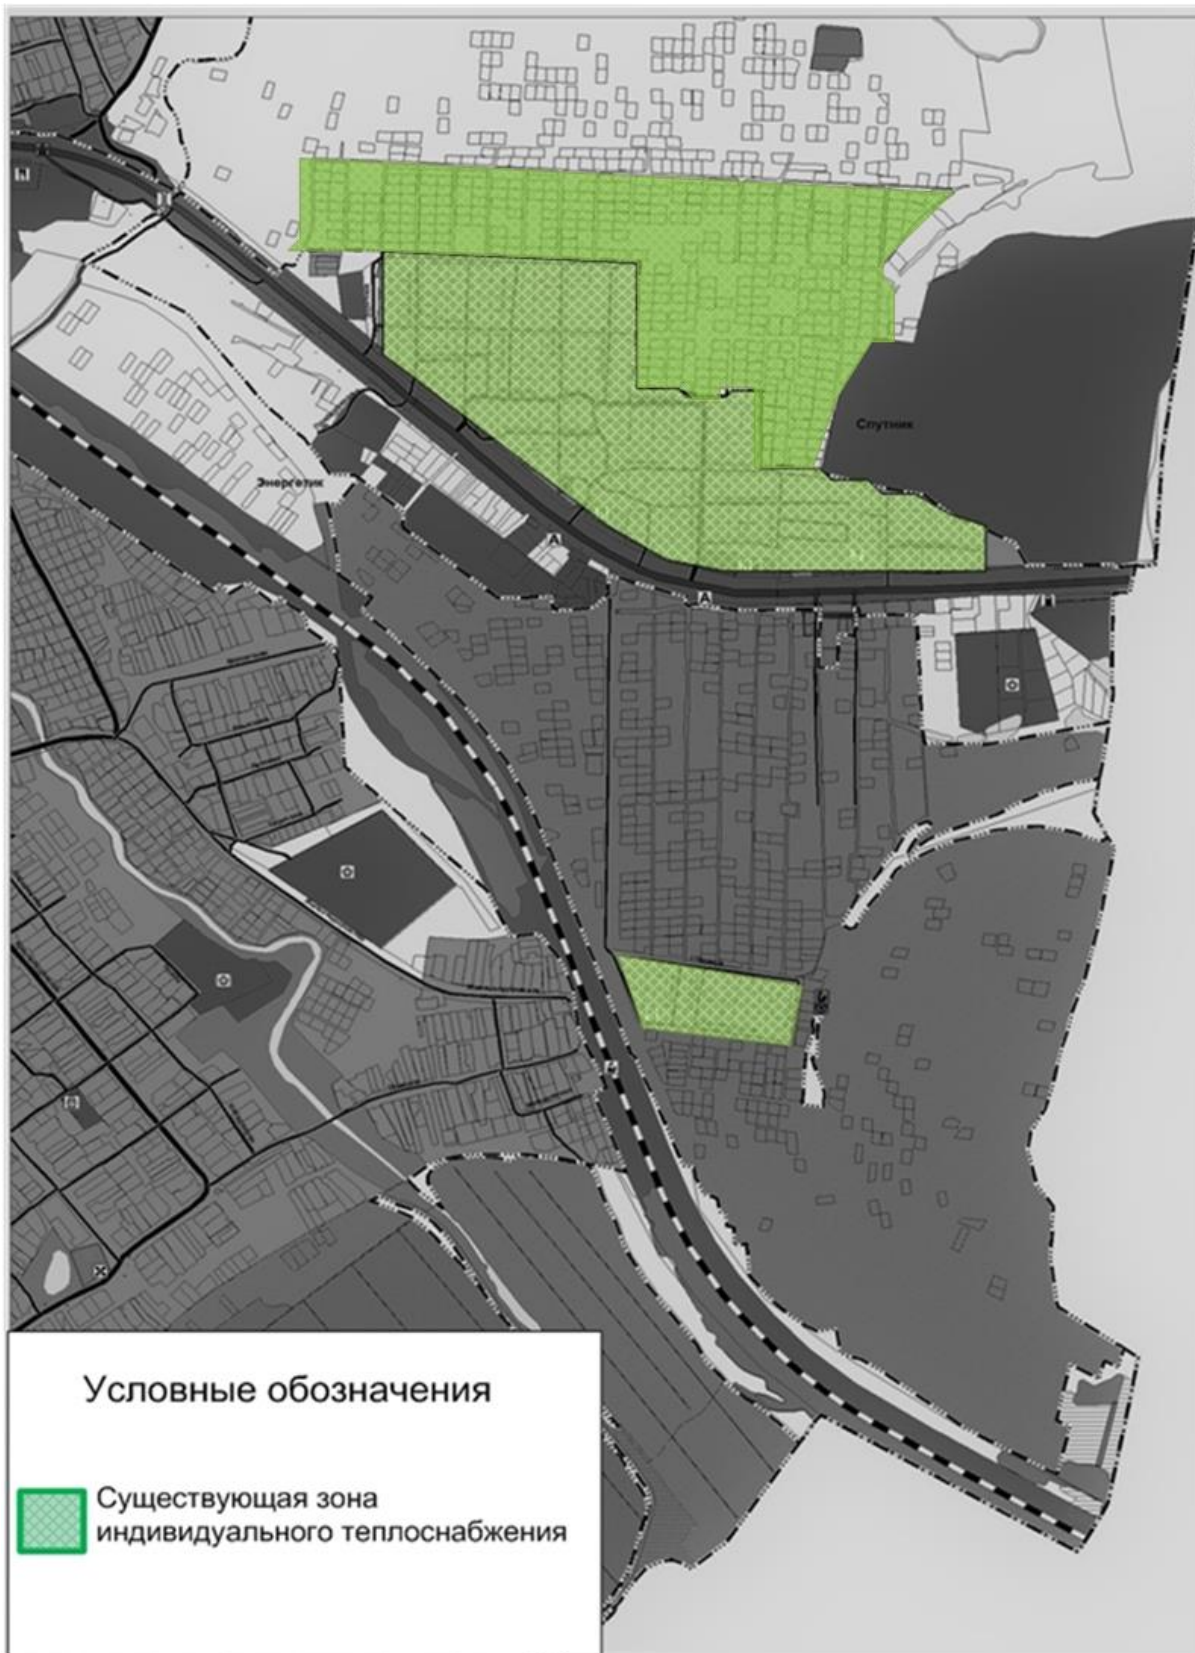 Спутник
Энергетик
А
А
Условные обозначения
Существующая зона
индивидуального теплоснабжения